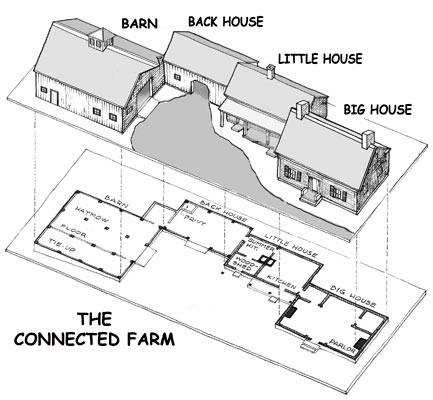 BARN
BACK HOUSE
LITTLE HOUSE
BIG HOUSE
BARN
HAYMOW
FLOOR
TIE-UP
BACK HOUSE
PRIVY
LITTLE HOUSE
SUMMER
KIT.
WOOD-
SHED
KITCHEN
BIG HOUSE
PARLOR
THE
CONNECTED FARM